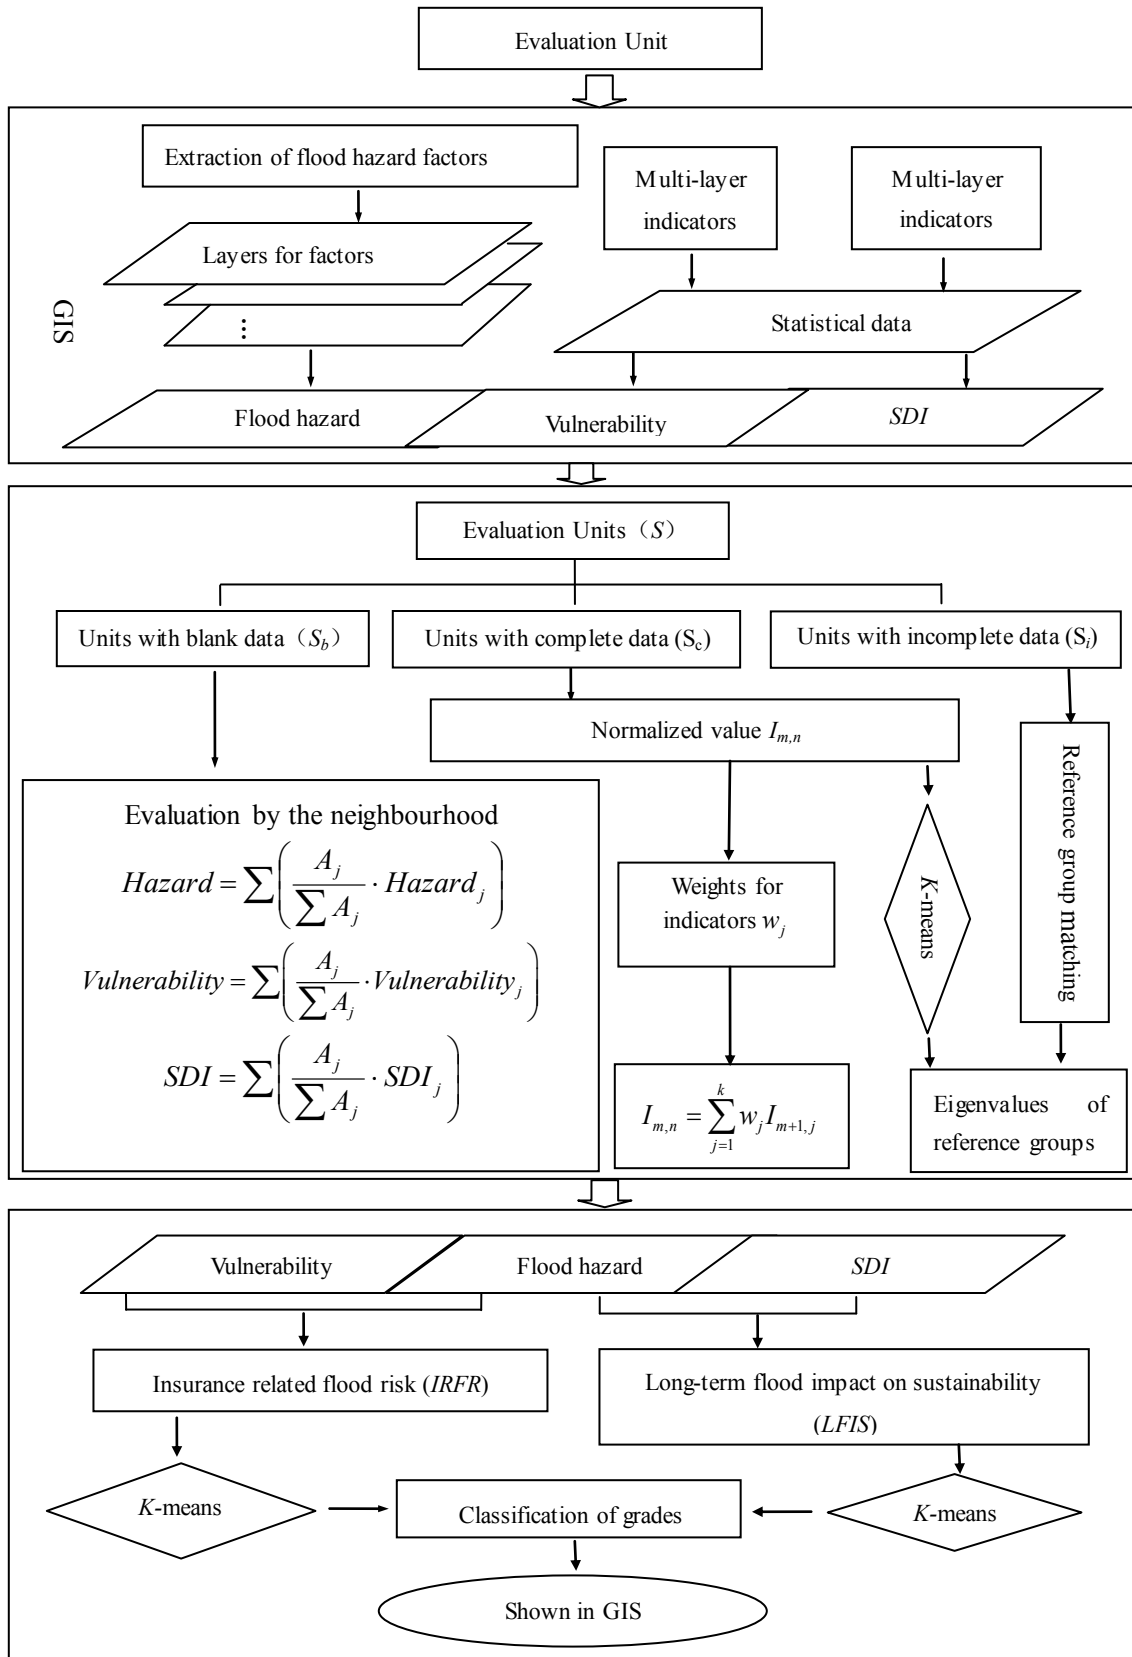 Evaluation Unit
Extraction of flood hazard factors
Multi-layer
indicators
Multi-layer
indicators
Layers for factors
⋮
GIS
Statistical data
Flood hazard
Vulnerability
SDI
Evaluation Units（S）
Units with blank data（S_b）
Units with complete data (S_c)
Units with incomplete data (S_i)
Normalized value I_{m,n}
Evaluation by the neighbourhood
Hazard = ∑(A_j / ∑A_j · Hazard_j)
Vulnerability = ∑(A_j / ∑A_j · Vulnerability_j)
SDI = ∑(A_j / ∑A_j · SDI_j)
Weights for
indicators w_j
I_{m,n} = ∑_{j=1}^{k} w_j I_{m+1,j}
K-means
Reference group matching
Eigenvalues of
reference groups
Vulnerability
Flood hazard
SDI
Insurance related flood risk (IRFR)
Long-term flood impact on sustainability
(LFIS)
K-means
Classification of grades
K-means
Shown in GIS